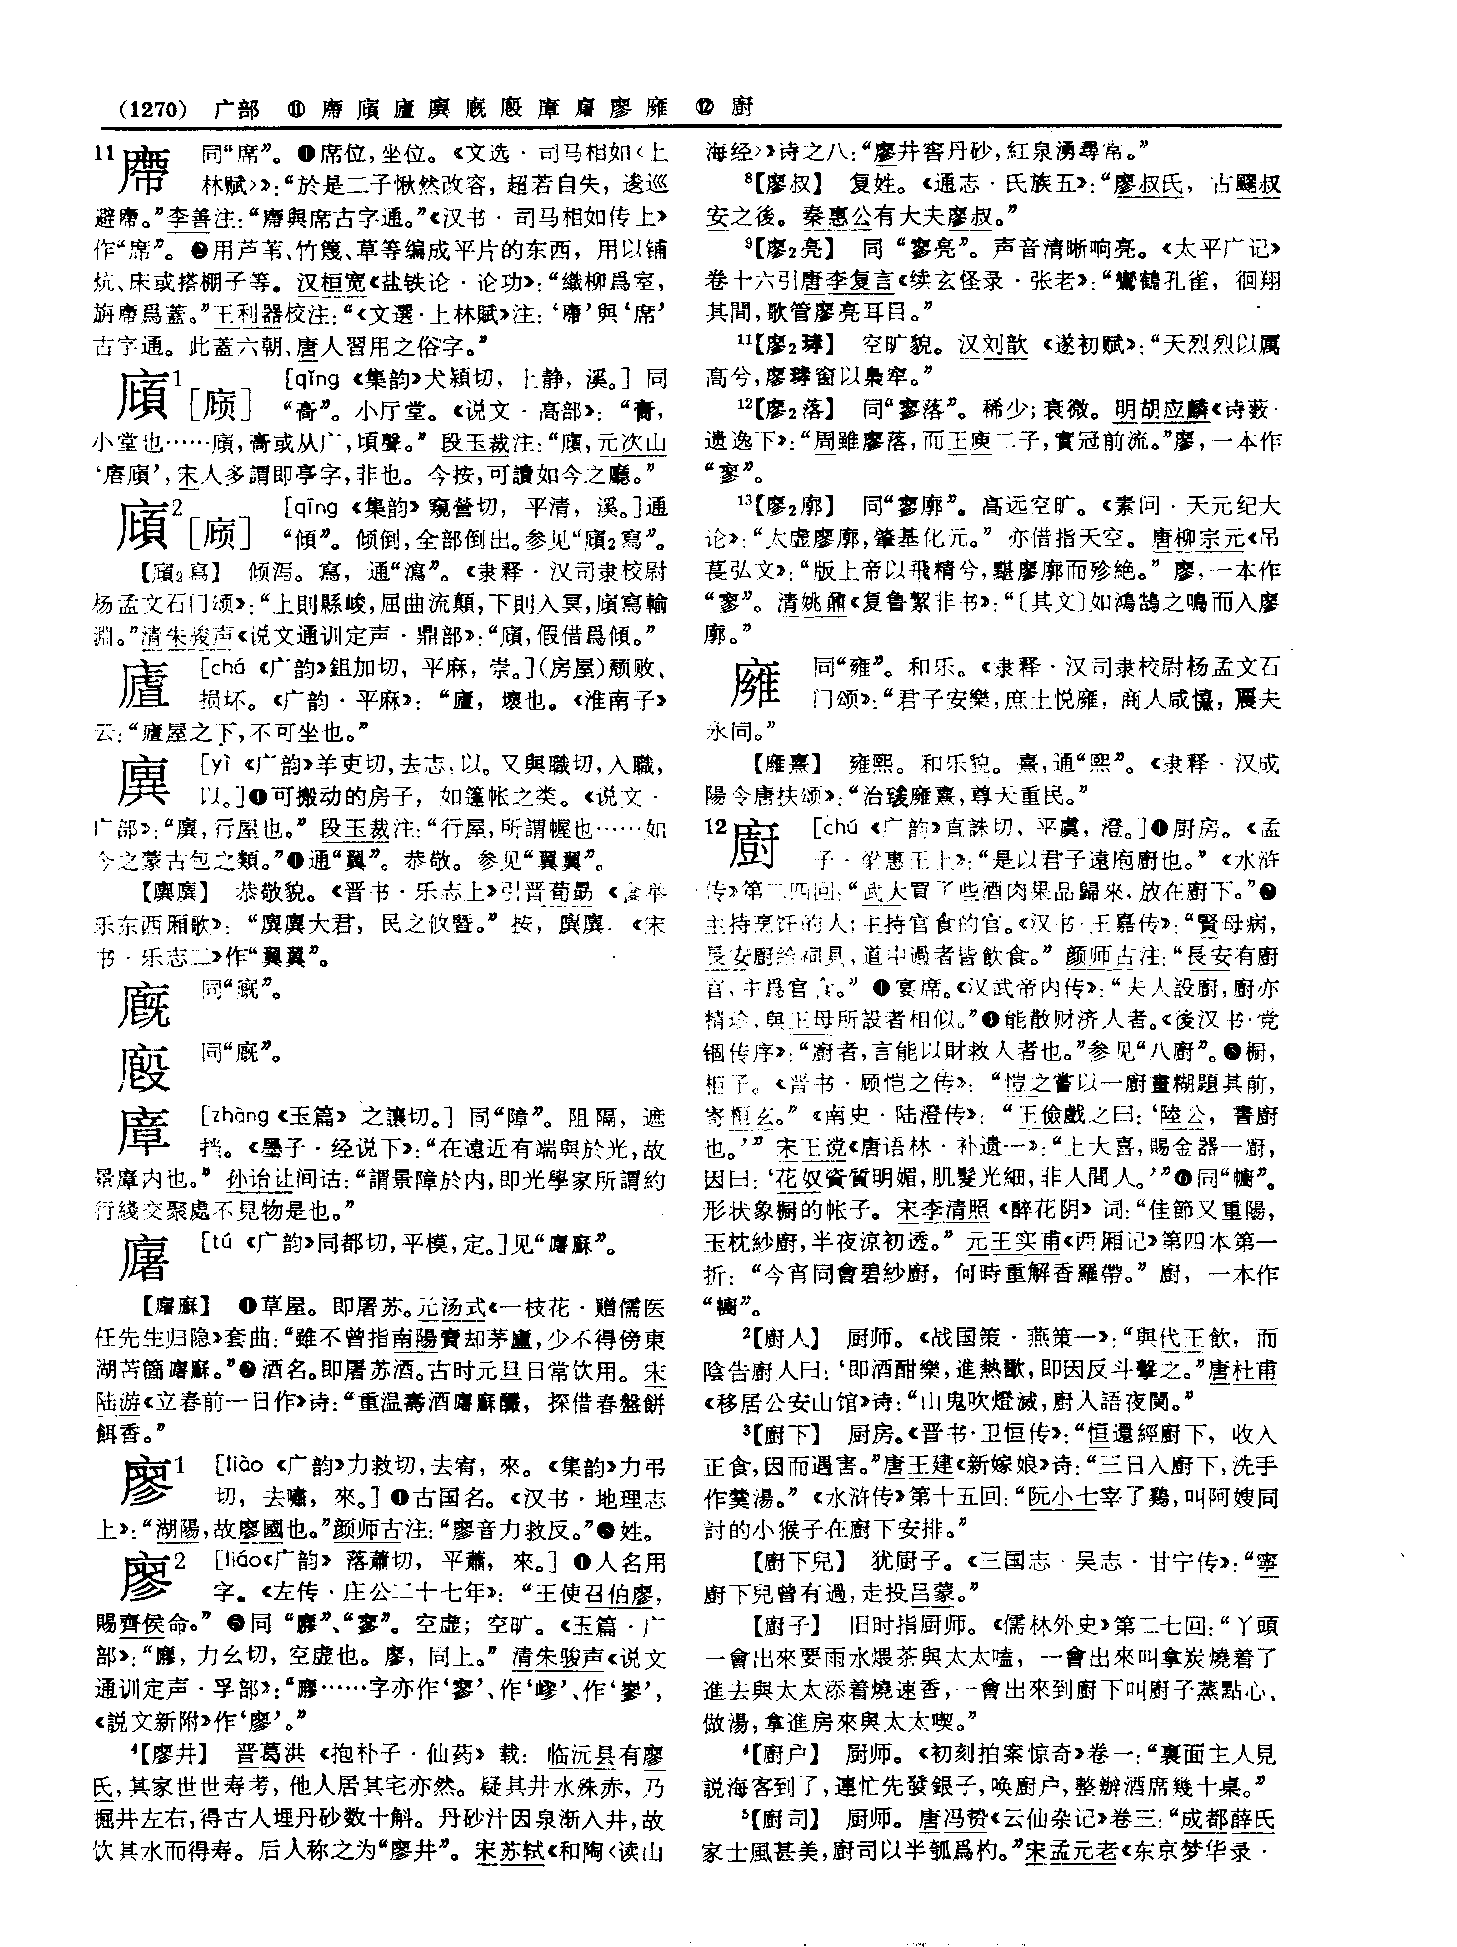 (1270) 广部 ⑪ 廗 廎 廬 廙 廐 廏 廧 廜 廖 廱 ⑫ 廚
11 廗 同“席”。❶席位,坐位。《文选·司马相如〈上
林赋〉》:“於是二子愀然改容, 超若自失, 逡巡
避廗。”李善注:“廗與席古字通。”《汉书·司马相如传上》
作“席”。❷用芦苇、竹篾、草等编成平片的东西, 用以铺
炕、床或搭棚子等。 汉桓宽《盐铁论·论功》:“織柳爲室,
旃廗爲蓋。”王利器校注:“《文選·上林賦》注: ‘廗’與‘席’
古字通。此蓋六朝、唐人習用之俗字。”
廎1[庼] [qǐng 《集韵》犬穎切, 上静, 溪。] 同
“高”。小厅堂。《说文·高部》: “高,
小堂也……廎, 高或从广,頃聲。” 段玉裁注:“廎,元次山
‘㾗廎’,宋人多謂即亭字,非也。今按,可讀如今之廳。”
廎2[庼] [qīng 《集韵》窺營切, 平清, 溪。]通
“傾”。倾倒,全部倒出。参见“廎2寫”。
【廎2寫】 倾泻。寫, 通“瀉”。《隶释·汉司隶校尉
杨孟文石门颂》:“上則縣峻,屈曲流顛,下則入冥,廎寫輸
淵。”清朱骏声《说文通训定声·鼎部》:“廎,假借爲傾。”
[chá 《广韵》鉏加切, 平麻, 崇。](房屋)颓败、
损坏。《广韵·平麻》: “㢒, 壞也。《淮南子》
云:“㢒屋之下,不可坐也。”
廙 [yì 《广韵》羊吏切,去志,以。又與職切,入職,
以。]❶可搬动的房子, 如篷帐之类。《说文·
广部》:“廙,行屋也。” 段玉裁注:“行屋,所謂幄也……如
今之蒙古包之類。”❷通“翼”。恭敬。参见“翼翼”。
【廙廙】 恭敬貌。《晋书·乐志上》引晋荀勗《食举
乐东西厢歌》: “廙廙大君, 民之攸暨。” 按, 廙廙, 《宋
书·乐志二》作“翼翼”。
廐 同“廄”。
廏 同“廄”。
[zhàng《玉篇》 之讓切。] 同“障”。阻隔, 遮
挡。《墨子·经说下》:“在遠近有端與於光,故
景㢓内也。” 孙诒让间诂:“謂景障於内,即光學家所謂約
行綫交聚處不見物是也。”
廜 [tú 《广韵》同都切,平模,定。]见“廜㢝”。
【廜㢝】 ❶草屋。即屠苏。元汤式《一枝花·赠儒医
任先生归隐》套曲:“雖不曾指南陽賣却茅廬,少不得傍東
湖苫箇廜㢝。”❷酒名。即屠苏酒。古时元旦日常饮用。宋
陆游《立春前一日作》诗:“重温壽酒廜㢝釅, 探借春盤餅
餌香。”
廖1 [liào 《广韵》力救切,去宥, 來。《集韵》力弔
切, 去嘯, 來。] ❶古国名。《汉书·地理志
上》:“湖陽,故廖國也。”颜师古注:“廖音力救反。”❷姓。
廖2 [liáo《广韵》 落蕭切, 平蕭, 來。] ❶人名用
字。《左传·庄公二十七年》: “王使召伯廖,
賜齊侯命。” ❷同 “廫”、“寥”。空虚; 空旷。《玉篇·广
部》:“廫, 力幺切, 空虚也。廖, 同上。” 清朱骏声《说文
通训定声·孚部》:“廫……字亦作‘寥’、作‘嵺’、作‘㟹’,
《説文新附》作‘廖’。”
4【廖井】 晋葛洪《抱朴子·仙药》载: 临沅县有廖
氏,其家世世寿考, 他人居其宅亦然。疑其井水殊赤, 乃
掘井左右,得古人埋丹砂数十斛。丹砂汁因泉渐入井,故
饮其水而得寿。后人称之为“廖井”。宋苏轼《和陶〈读山
海经〉》诗之八:“廖井窖丹砂,紅泉湧尋常。”
8【廖叔】 复姓。《通志·氏族五》:“廖叔氏, 古飂叔
安之後。秦惠公有大夫廖叔。”
9【廖2亮】 同 “寥亮”。声音清晰响亮。《太平广记》
卷十六引唐李复言《续玄怪录·张老》:“鸞鶴孔雀, 徊翔
其間,歌管廖亮耳目。”
11【廖2㙤】 空旷貌。汉刘歆 《遂初赋》:“天烈烈以厲
高兮,廖㙤窗以梟牢。”
12【廖2落】 同“寥落”。稀少; 衰微。明胡应麟《诗薮·
遗逸下》:“周雖廖落,而王庾二子,實冠前流。”廖,一本作
“寥”。
13【廖2廓】 同“寥廓”。高远空旷。《素问·天元纪大
论》:“太虚廖廓,肇基化元。” 亦借指天空。唐柳宗元《吊
萇弘文》:“版上帝以飛精兮,黮廖廓而殄絶。” 廖,一本作
“寥”。清姚鼐《复鲁絜非书》:“〔其文〕如鴻鵠之鳴而入廖
廓。”
同“雍”。和乐。《隶释·汉司隶校尉杨孟文石
门颂》:“君子安樂,庶士悦雍, 商人咸憘, 農夫
永同。”
【廱熹】 雍熙。和乐貌。熹,通“熙”。《隶释·汉成
陽令唐扶颂》:“治致廱熹,尊天重民。”
12 廚 [chú 《广韵》直誅切, 平虞, 澄。]❶厨房。《孟
子·梁惠王上》:“是以君子遠庖廚也。” 《水浒
传》第二四回:“武大買了些酒肉果品歸來,放在廚下。”❷
主持烹饪的人;主持官食的官。《汉书·王嘉传》:“賢母病,
長安廚給祠具, 道中過者皆飲食。” 颜师古注:“長安有廚
官, 主爲官食。” ❸宴席。《汉武帝内传》:“夫人設廚,廚亦
精珍,與王母所設者相似。”❹能散财济人者。《後汉书·党
锢传序》:“廚者,言能以財救人者也。”参见“八廚”。❺橱,
柜子。《晋书·顾恺之传》: “愷之嘗以一廚畫糊題其前,
寄桓玄。” 《南史·陆澄传》: “王儉戲之曰: ‘陸公, 書廚
也。’” 宋王谠《唐语林·补遗一》:“上大喜,賜金器一廚,
因曰:‘花奴資質明媚,肌髮光細,非人間人。’”❻同“㡡”。
形状象橱的帐子。宋李清照《醉花阴》词:“佳節又重陽,
玉枕紗廚,半夜涼初透。” 元王实甫《西厢记》第四本第一
折: “今宵同會碧紗廚, 何時重解香羅帶。” 廚, 一本作
“㡡”。
2【廚人】 厨师。《战国策·燕策一》:“與代王飲, 而
陰告廚人曰:‘即酒酣樂,進熱歠,即因反斗擊之。”唐杜甫
《移居公安山馆》诗:“山鬼吹燈滅,廚人語夜闌。”
3【廚下】 厨房。《晋书·卫恒传》:“恒還經廚下, 收人
正食,因而遇害。”唐王建《新嫁娘》诗:“三日入廚下,洗手
作羹湯。” 《水浒传》第十五回:“阮小七宰了鷄,叫阿嫂同
討的小猴子在廚下安排。”
【廚下兒】 犹厨子。《三国志·吴志·甘宁传》:“寧
廚下兒曾有過,走投吕蒙。”
【廚子】 旧时指厨师。《儒林外史》第二七回:“丫頭
一會出來要雨水煨茶與太太嗑, 一會出來叫拿炭燒着了
進去與太太添着燒速香,一會出來到廚下叫廚子蒸點心、
做湯,拿進房來與太太喫。”
4【廚户】 厨师。《初刻拍案惊奇》卷一:“裏面主人見
説海客到了,連忙先發銀子,唤廚户,整辦酒席幾十桌。”
5【廚司】 厨师。唐冯贽《云仙杂记》卷三:“成都薛氏
家士風甚美,廚司以半瓠爲杓。”宋孟元老《东京梦华录·